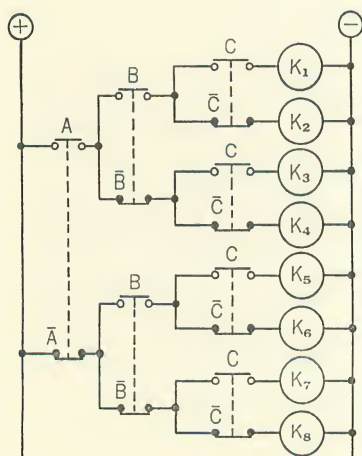 + −
C
K₁
B
A
C̄
K₂
C
K₃
B̄
C̄
K₄
C
K₅
B
C̄
K₆
Ā
C
K₇
B̄
C̄
K₈